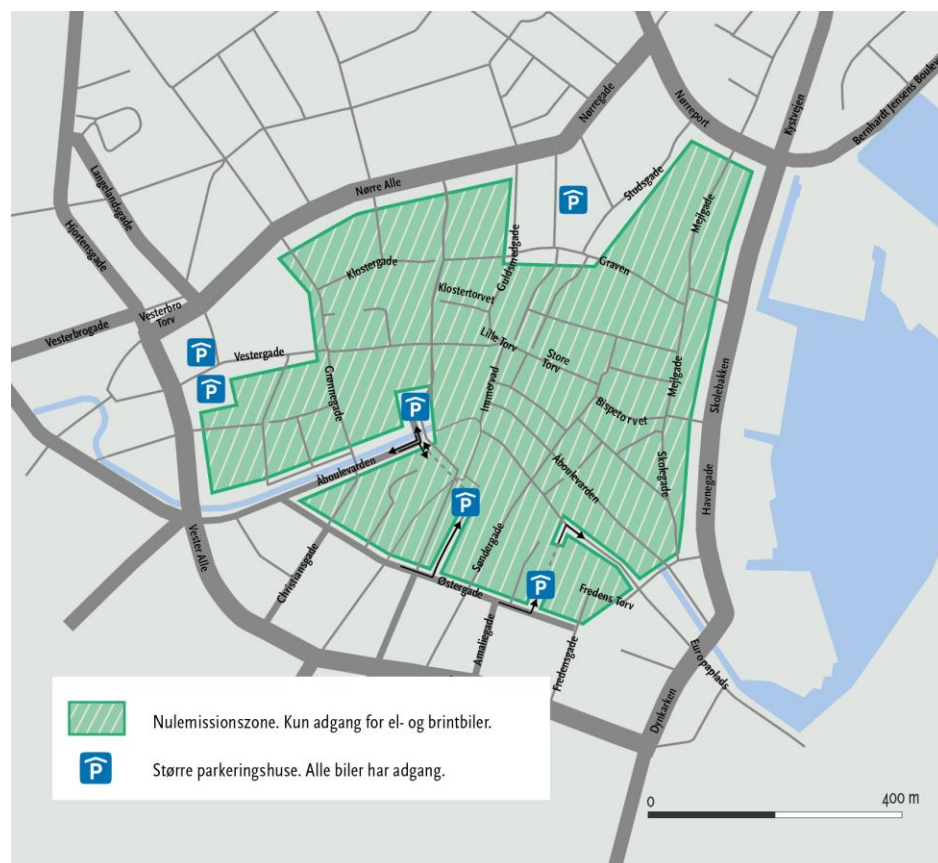 Nørreport
Kystvejen
Bernhardt Jensens Boulev
Nørregade
Langelandsgade
Hjortensgade
Nørre Alle
Studsgade
Mejlgade
Guldsmedgade
Graven
Klostergade
Klostertorvet
Vesterbrogade
Vesterbro
Torv
Vestergade
Lille Torv
Store
Torv
Grønnegade
Immervad
Mejlgade
Skolebakken
Bispetorvet
Åboulevarden
Åboulevarden
Skolegade
Havnegade
Vester Alle
Christiansgade
Søndergade
Østergade
Fredens Torv
Amaliegade
Fredensgade
Europaplads
Dynkarken
P
P
P
P
P
P
Nulemissionszone. Kun adgang for el- og brintbiler.
P
Større parkeringshuse. Alle biler har adgang.
0
400 m